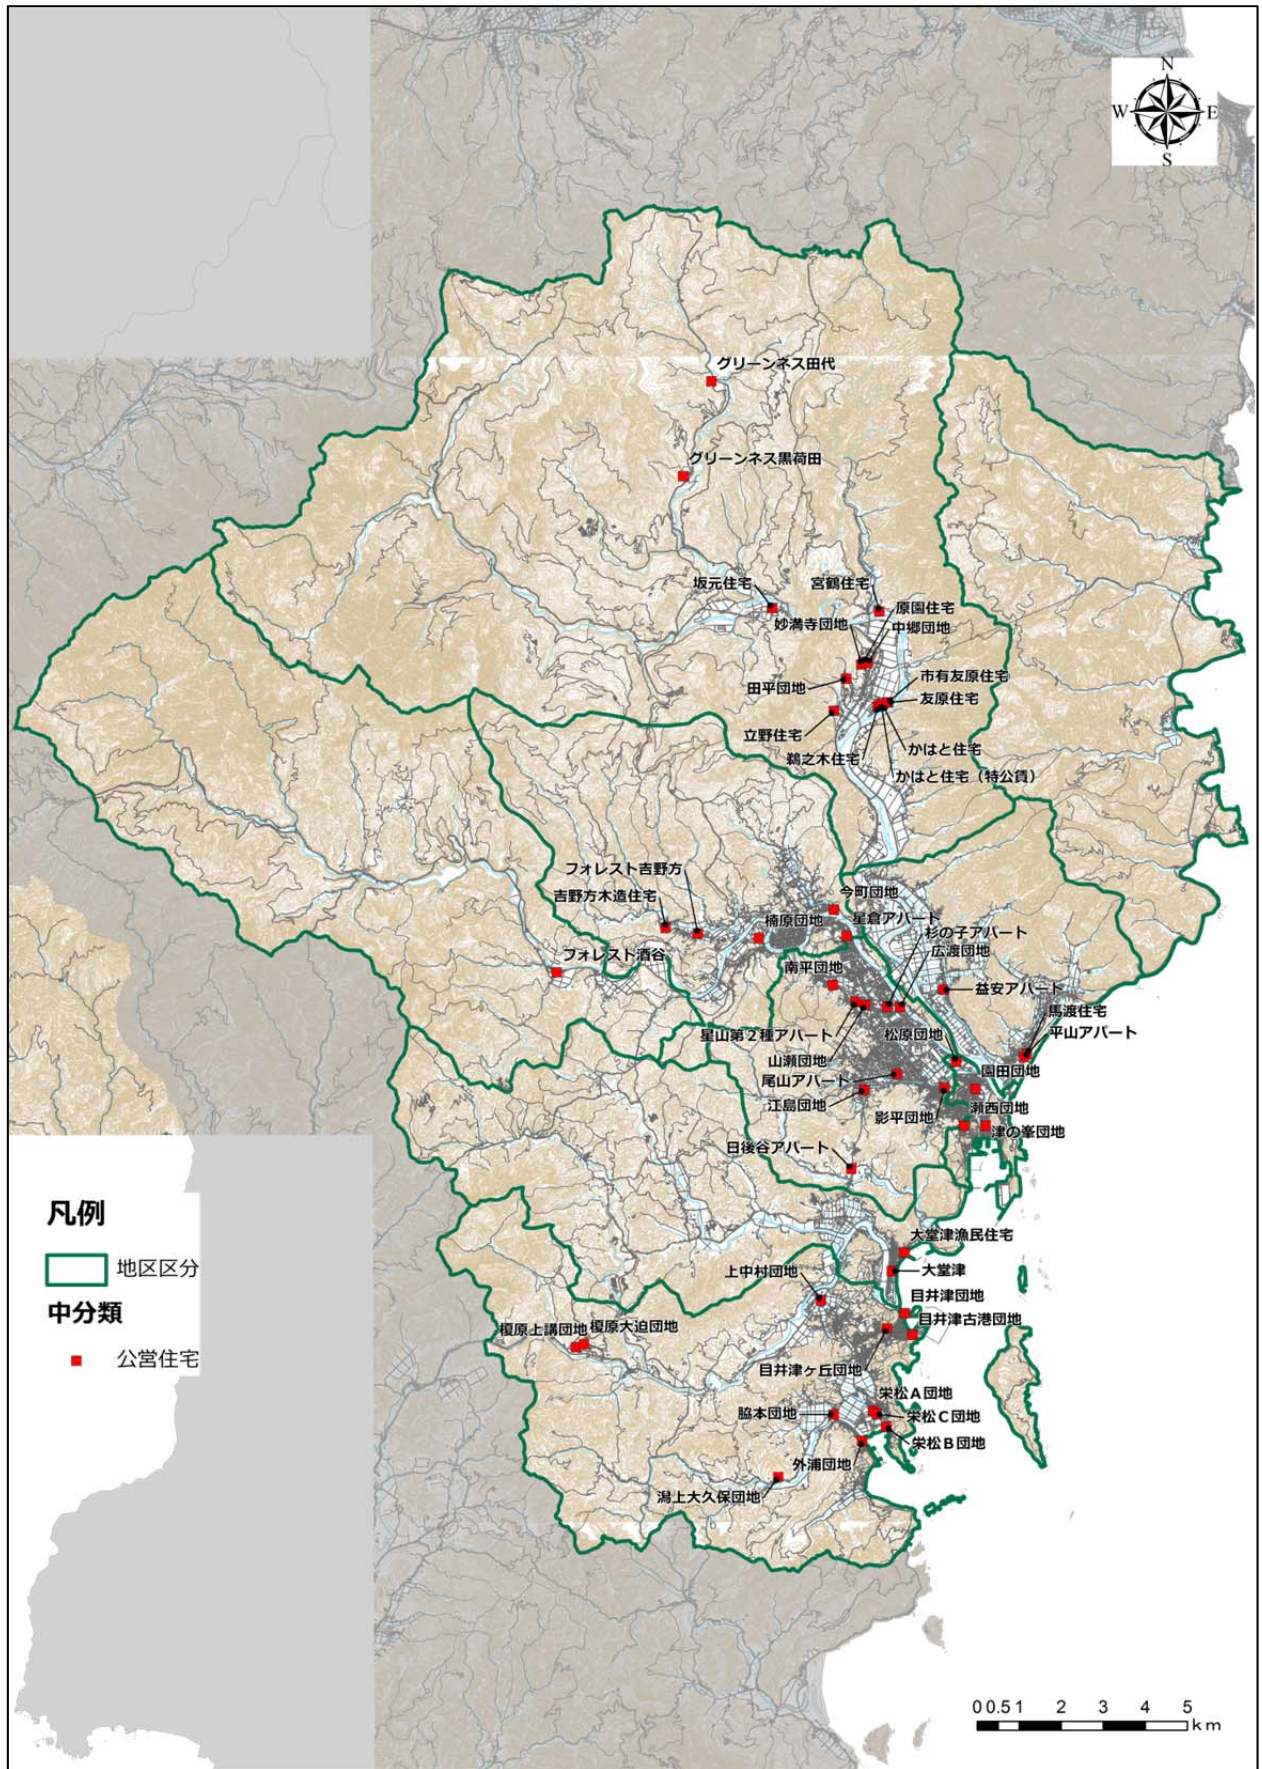 N
W E
S
グリーンネス田代
グリーンネス黒荷田
坂元住宅
宮鶴住宅
原園住宅
妙満寺団地
中郷団地
田平団地
市有友原住宅
友原住宅
立野住宅
かはと住宅
鵜之木住宅
かはと住宅（特公賃）
フォレスト吉野方
吉野方木造住宅
今町団地
楠原団地
星倉アパート
杉の子アパート
広渡団地
フォレスト酒谷
南平団地
益安アパート
馬渡住宅
平山アパート
星山第２種アパート
松原団地
山瀬団地
園田団地
尾山アパート
江島団地
影平団地
瀬西団地
津の峯団地
日後谷アパート
大堂津漁民住宅
上中村団地
大堂津
目井津団地
目井津古港団地
榎原上講団地
榎原大迫団地
目井津ヶ丘団地
栄松Ａ団地
脇本団地
栄松Ｃ団地
栄松Ｂ団地
外浦団地
潟上大久保団地
凡例
地区区分
中分類
公営住宅
0 0.5 1 2 3 4 5
ｋｍ